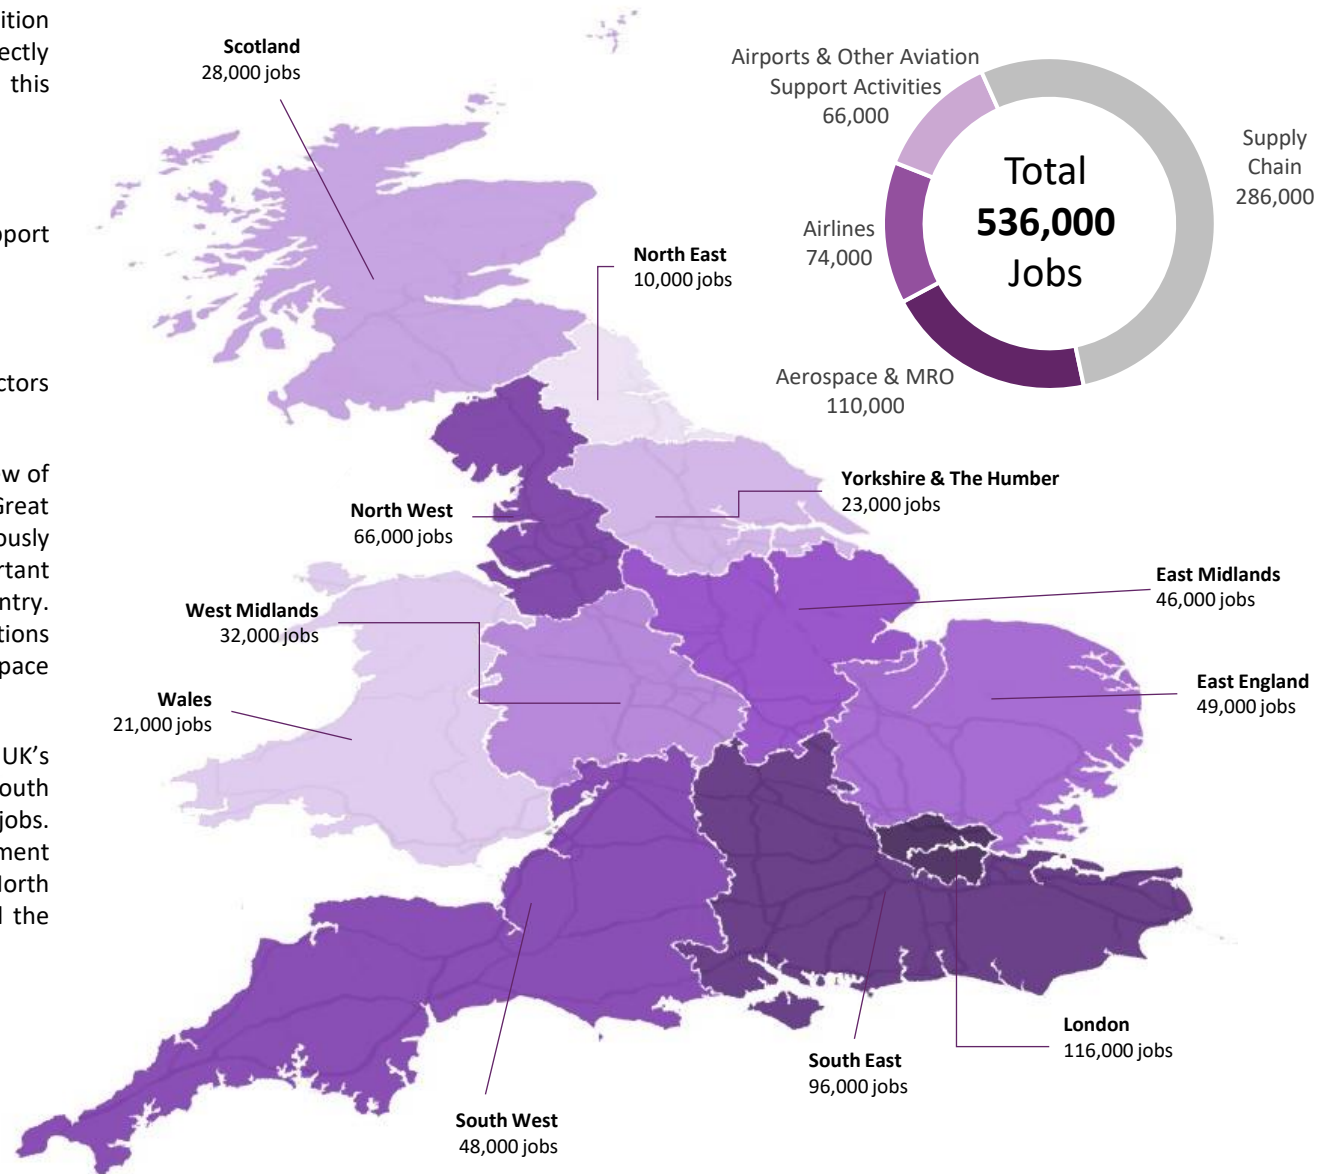 ition
ectly
this
port
ctors
ew of
Great
ously
rtant
ntry.
tions
space
UK's
outh
jobs.
ment
North
the
Scotland
28,000 jobs
North East
10,000 jobs
North West
66,000 jobs
Yorkshire & The Humber
23,000 jobs
West Midlands
32,000 jobs
East Midlands
46,000 jobs
Wales
21,000 jobs
East England
49,000 jobs
South West
48,000 jobs
South East
96,000 jobs
London
116,000 jobs
Airports & Other Aviation
Support Activities
66,000
Airlines
74,000
Aerospace & MRO
110,000
Supply
Chain
286,000
Total
536,000
Jobs